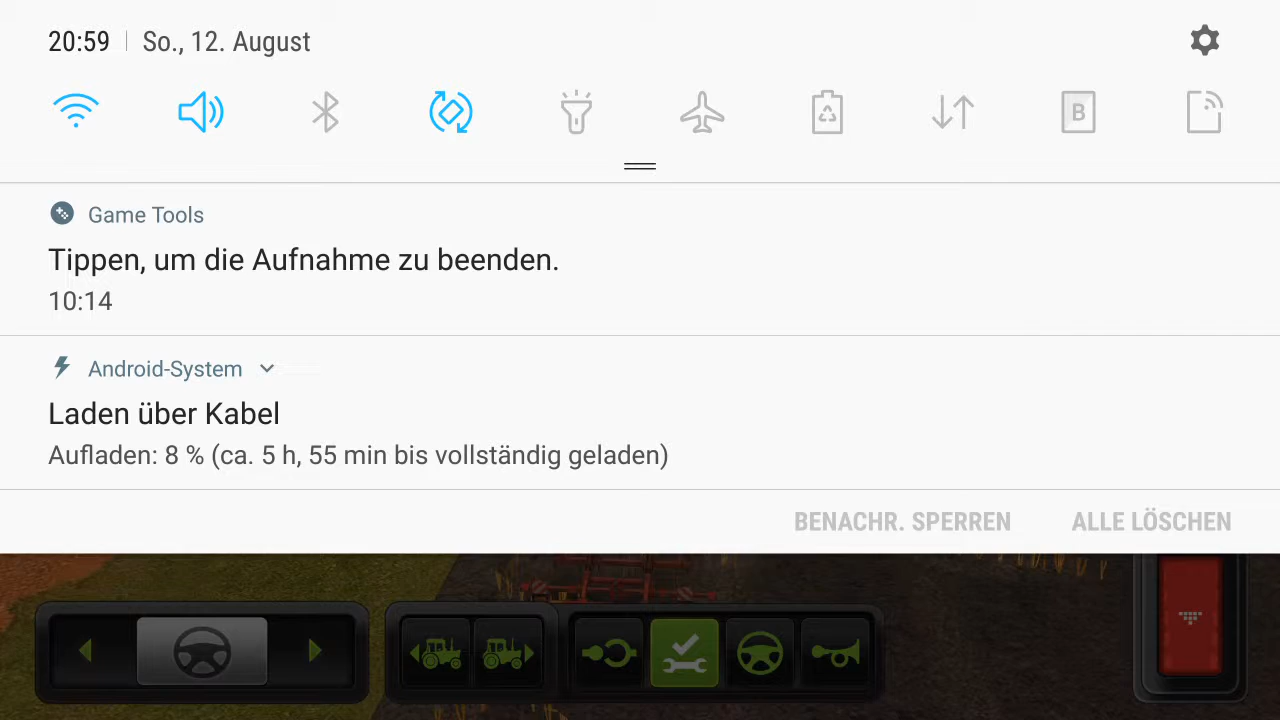 20:59 So., 12. August
B
Game Tools
Tippen, um die Aufnahme zu beenden.
10:14
Android-System
Laden über Kabel
Aufladen: 8 % (ca. 5 h, 55 min bis vollständig geladen)
BENACHR. SPERREN ALLE LÖSCHEN